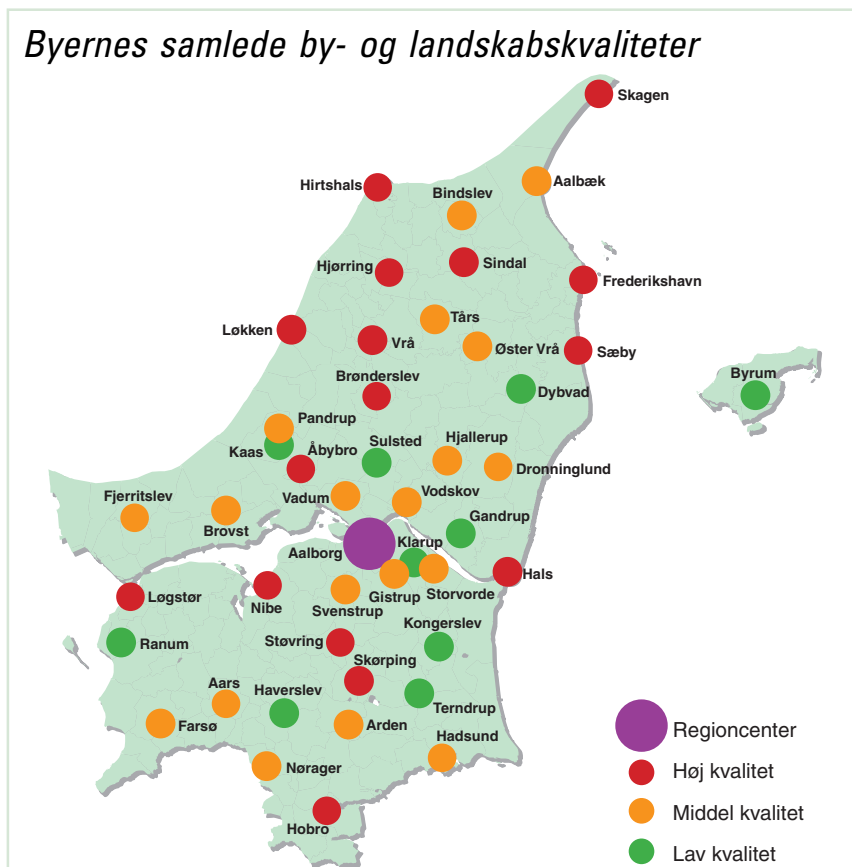 Byernes samlede by- og landskabskvaliteter
Skagen
Aalbæk
Hirtshals
Bindslev
Hjørring
Sindal
Frederikshavn
Løkken
Tårs
Vrå
Øster Vrå
Sæby
Byrum
Brønderslev
Dybvad
Pandrup
Kaas
Åbybro
Sulsted
Hjallerup
Dronninglund
Fjerritslev
Brovst
Vadum
Vodskov
Gandrup
Aalborg
Klarup
Hals
Løgstør
Nibe
Svenstrup
Gistrup
Storvorde
Ranum
Støvring
Kongerslev
Skørping
Aars
Haverslev
Terndrup
Farsø
Arden
Hadsund
Nørager
Hobro
Regioncenter
Høj kvalitet
Middel kvalitet
Lav kvalitet